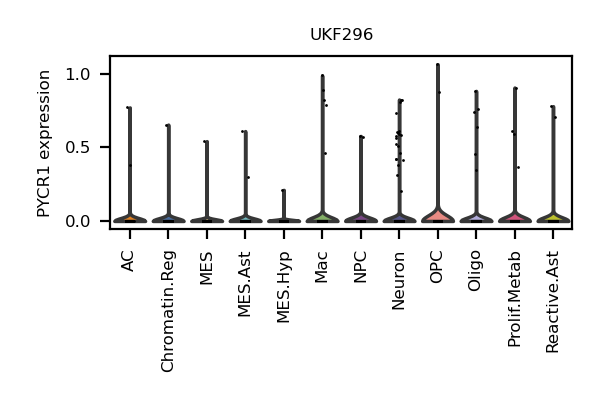 UKF296
PYCR1 expression
1.0
0.5
0.0
AC
Chromatin.Reg
MES
MES.Ast
MES.Hyp
Mac
NPC
Neuron
OPC
Oligo
Prolif.Metab
Reactive.Ast